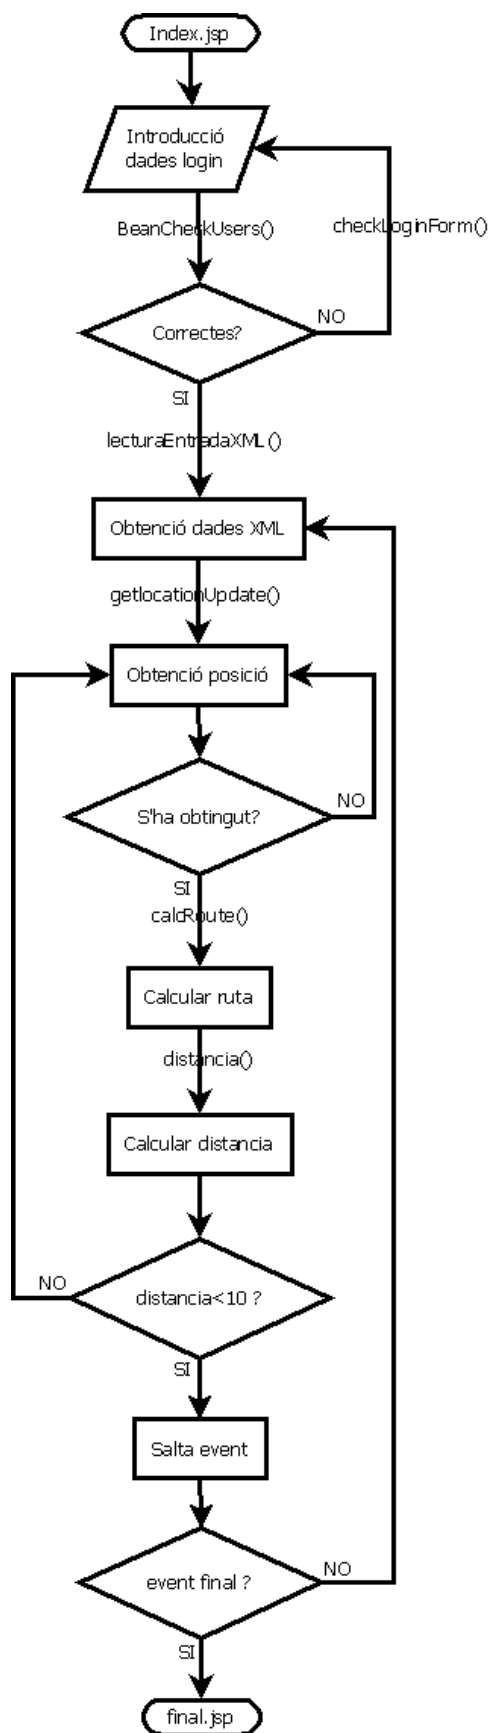 Index.jsp
Introducció
dades login
BeanCheckUsers()
checkLoginForm()
Correctes?
NO
SI
lecturaEntradaXML()
Obtenció dades XML
getlocationUpdate()
Obtenció posició
S'ha obtingut?
NO
SI
calcRoute()
Calcular ruta
distancia()
Calcular distancia
distancia<10 ?
NO
SI
Salta event
event final ?
NO
SI
final.jsp